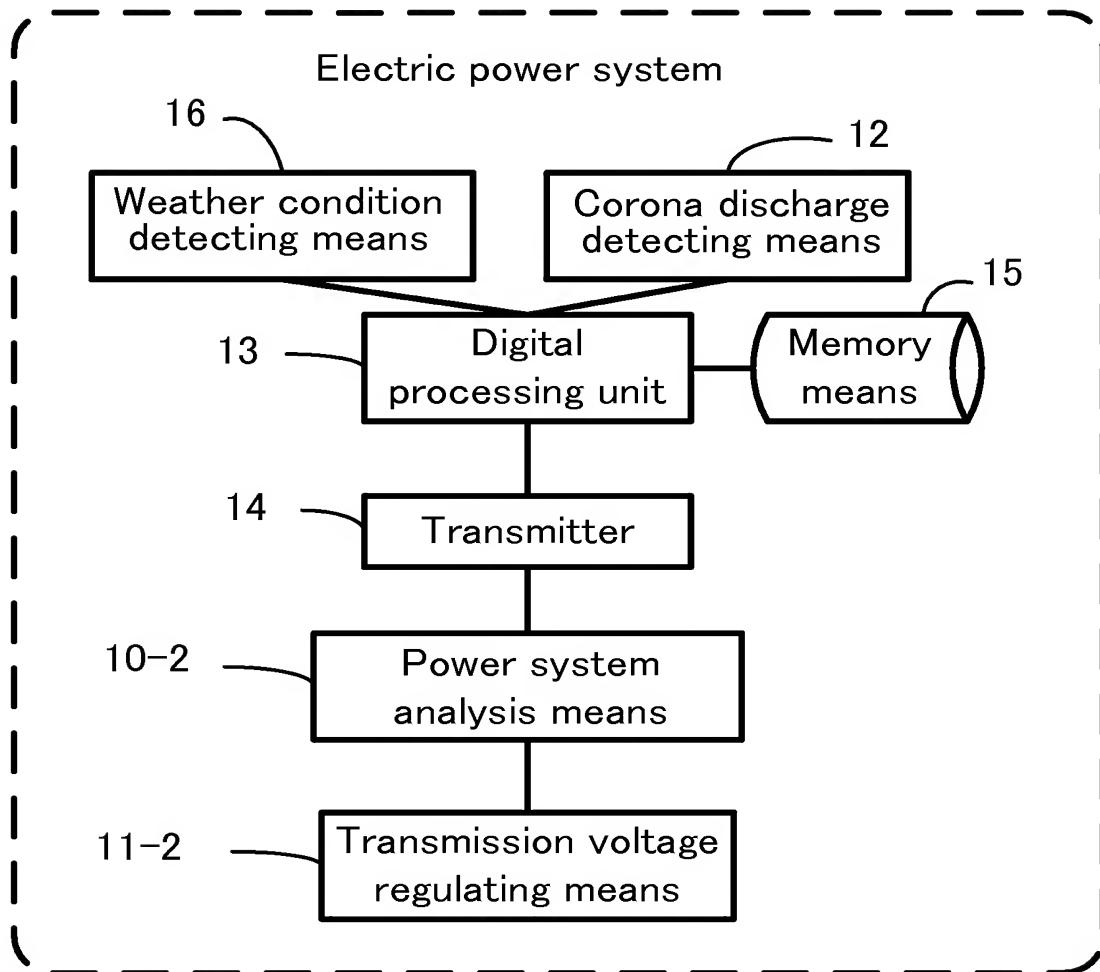 Electric power system
16
12
Weather condition
detecting means
Corona discharge
detecting means
15
13
Digital
processing unit
Memory
means
14
Transmitter
10-2
Power system
analysis means
11-2
Transmission voltage
regulating means